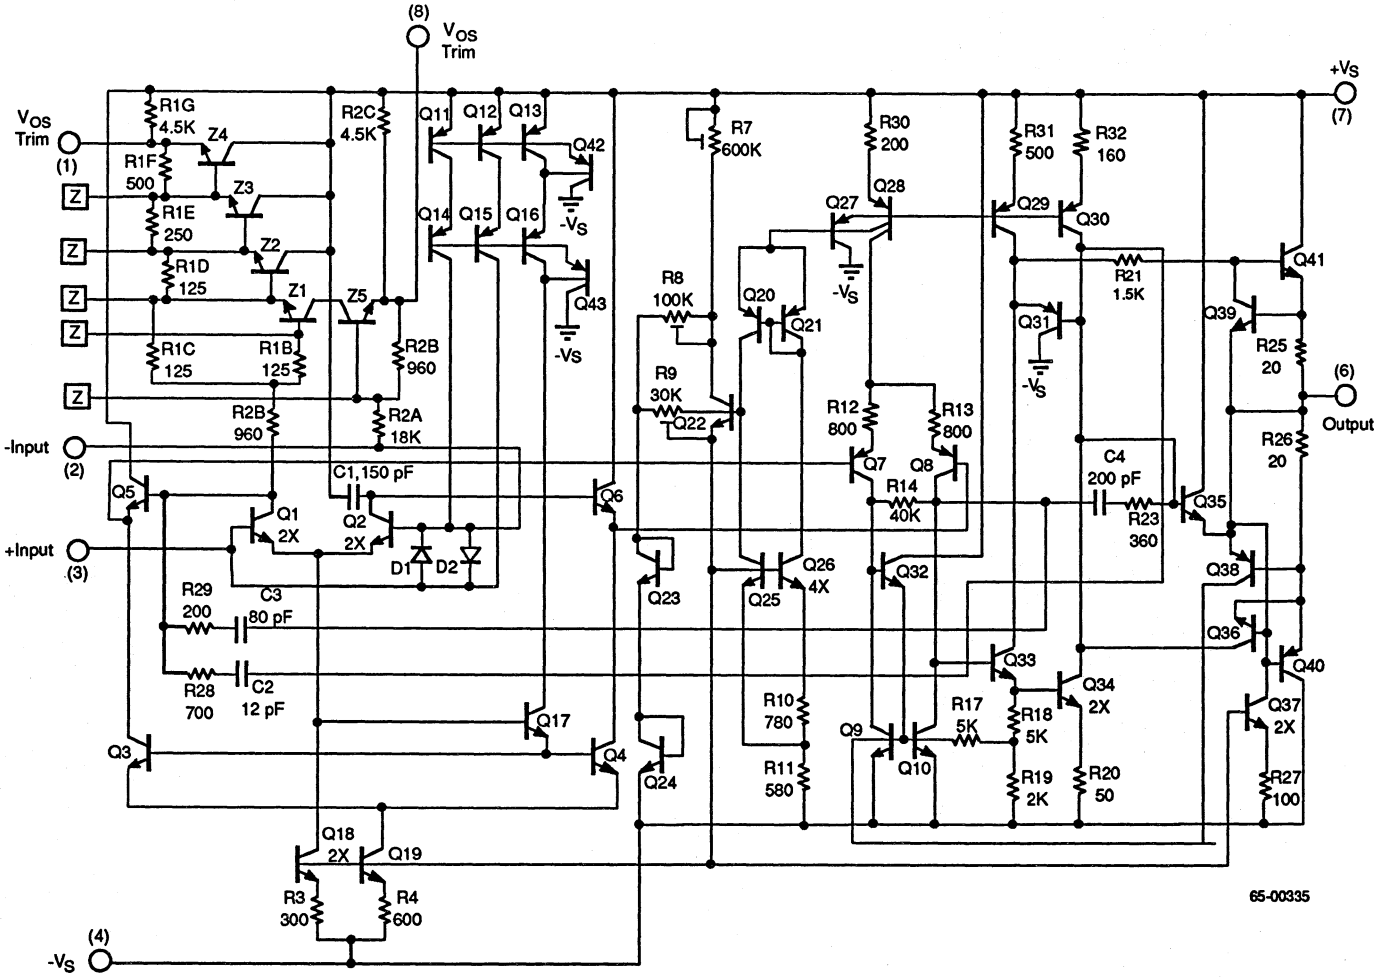 (8)
VOS
Trim
+VS
(7)
R1G
4.5K
R2C
4.5K
Q11
Q12
Q13
VOS
Trim
(1)
Z4
R7
600K
R30
200
R31
500
R32
160
Q42
R1F
500
Z
Z3
-VS
Q28
Q27
Q29
Q30
R1E
250
Q14
Q15
Q16
Z
Z2
Q41
R1D
125
R8
100K
-VS
R21
1.5K
Z
Z1
Z5
Q43
Q20
Q21
Q31
Q39
Z
-VS
R1C
125
R1B
125
R2B
960
R9
30K
-VS
R25
20
(6)
Output
Z
R2B
960
R2A
18K
Q22
R12
800
R13
800
R26
20
-Input
(2)
C1, 150 pF
Q7
Q8
C4
200 pF
Q5
Q6
R14
40K
R23
360
Q35
Q1
2X
Q2
2X
+Input
(3)
D1
D2
Q23
Q25
Q26
4X
Q32
Q38
R29
200
C3
80 pF
Q36
R28
700
C2
12 pF
Q33
Q34
2X
Q40
Q17
R10
780
R17
5K
R18
5K
Q37
2X
Q3
Q4
Q24
Q9
Q10
R11
580
R19
2K
R20
50
R27
100
Q18
2X
Q19
R3
300
R4
600
65-00335
(4)
-VS